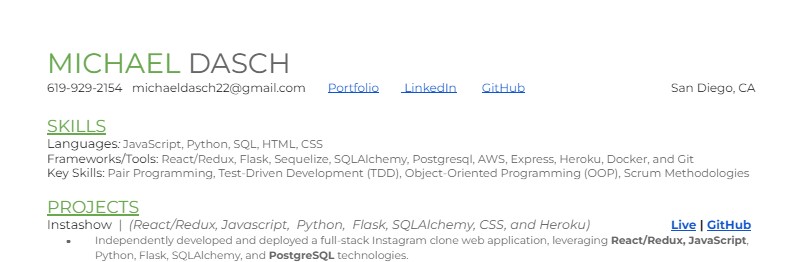 MICHAEL DASCH
619-929-2154 michaeldasch22@gmail.com Portfolio LinkedIn GitHub San Diego, CA
SKILLS
Languages: JavaScript, Python, SQL, HTML, CSS
Frameworks/Tools: React/Redux, Flask, Sequelize, SQLAlchemy, Postgresql, AWS, Express, Heroku, Docker, and Git
Key Skills: Pair Programming, Test-Driven Development (TDD), Object-Oriented Programming (OOP), Scrum Methodologies
PROJECTS
Instashow | (React/Redux, Javascript, Python, Flask, SQLAlchemy, CSS, and Heroku) Live | GitHub
▪ Independently developed and deployed a full-stack Instagram clone web application, leveraging React/Redux, JavaScript,
Python, Flask, SQLAlchemy, and PostgreSQL technologies.